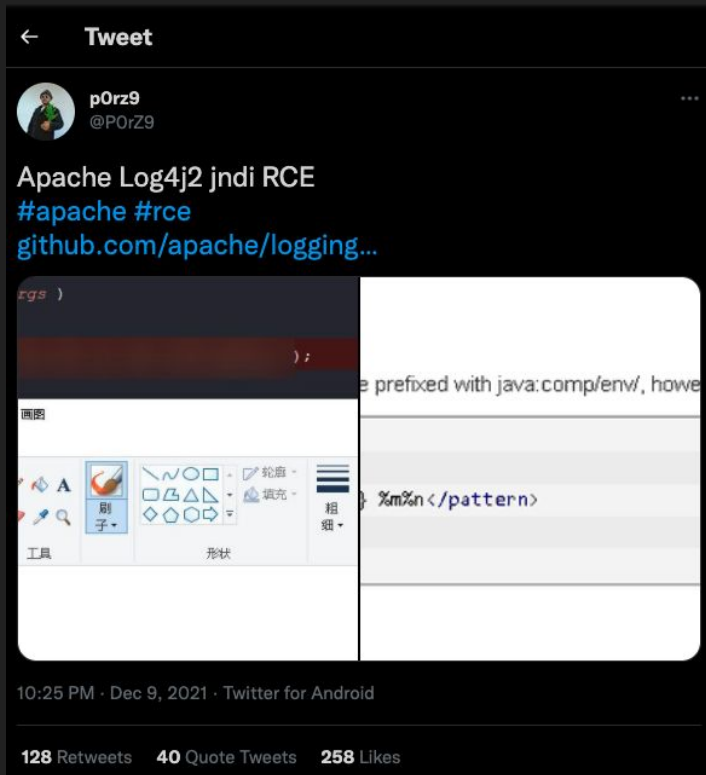 ← Tweet
p0rz9
@P0rZ9
Apache Log4j2 jndi RCE
#apache #rce
github.com/apache/logging...
rgs )
);
画图
A
刷子
轮廓
填充
粗细
工具
形状
e prefixed with java:comp/env/, howe
} %m%n</pattern>
10:25 PM · Dec 9, 2021 · Twitter for Android
128 Retweets 40 Quote Tweets 258 Likes